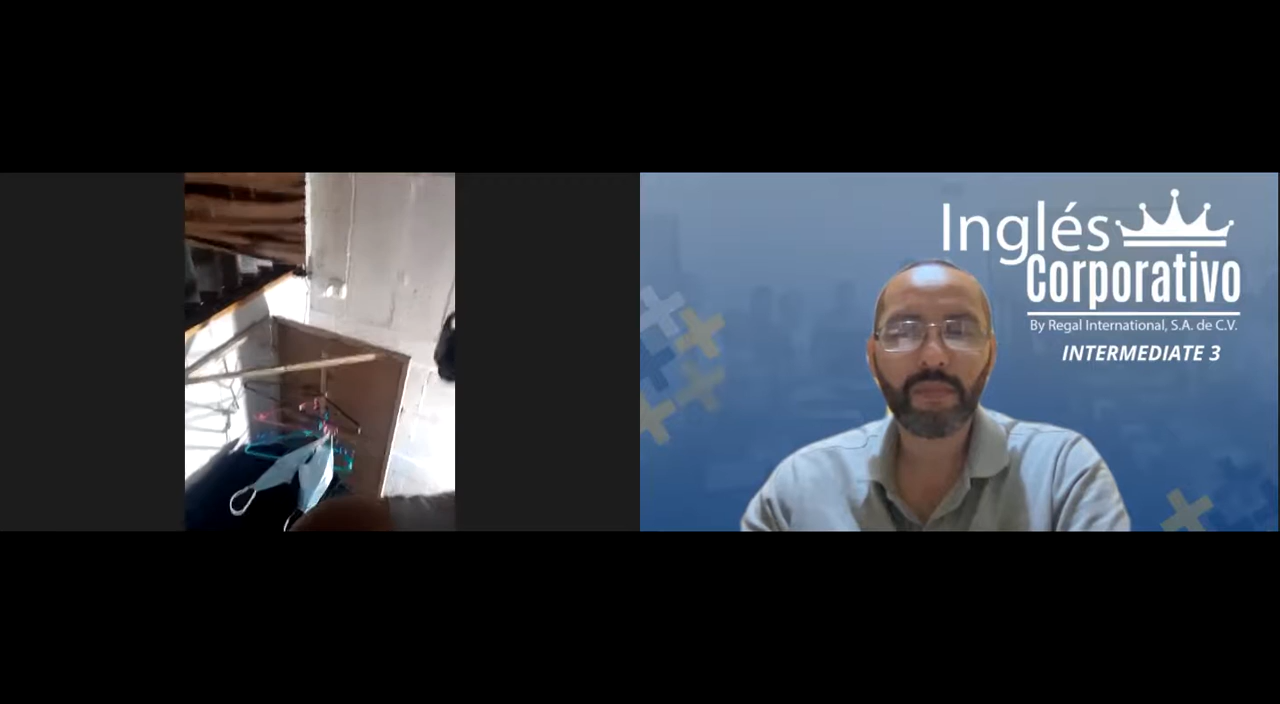 Inglés
Corporativo
By Regal International, S.A. de C.V.
INTERMEDIATE 3